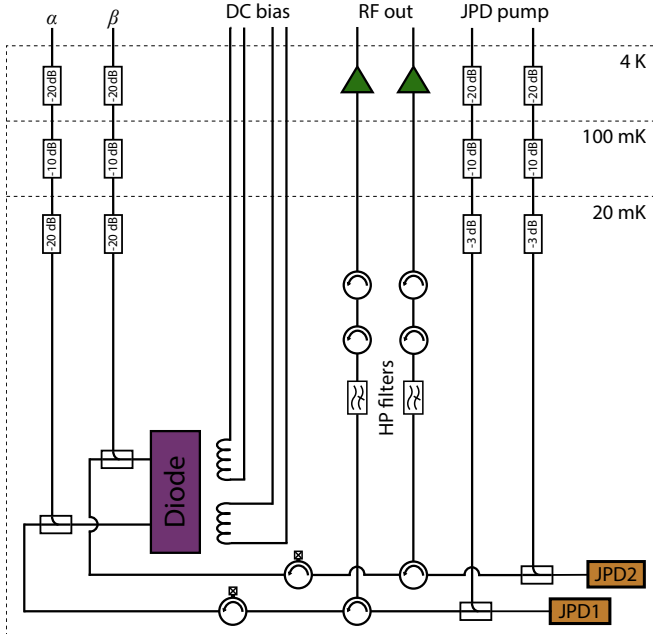 α β DC bias RF out JPD pump
4 K
-20 dB -20 dB -20 dB -20 dB
100 mK
-10 dB -10 dB -10 dB -10 dB
20 mK
-20 dB -20 dB -3 dB -3 dB
HP filters
Diode
JPD2
JPD1